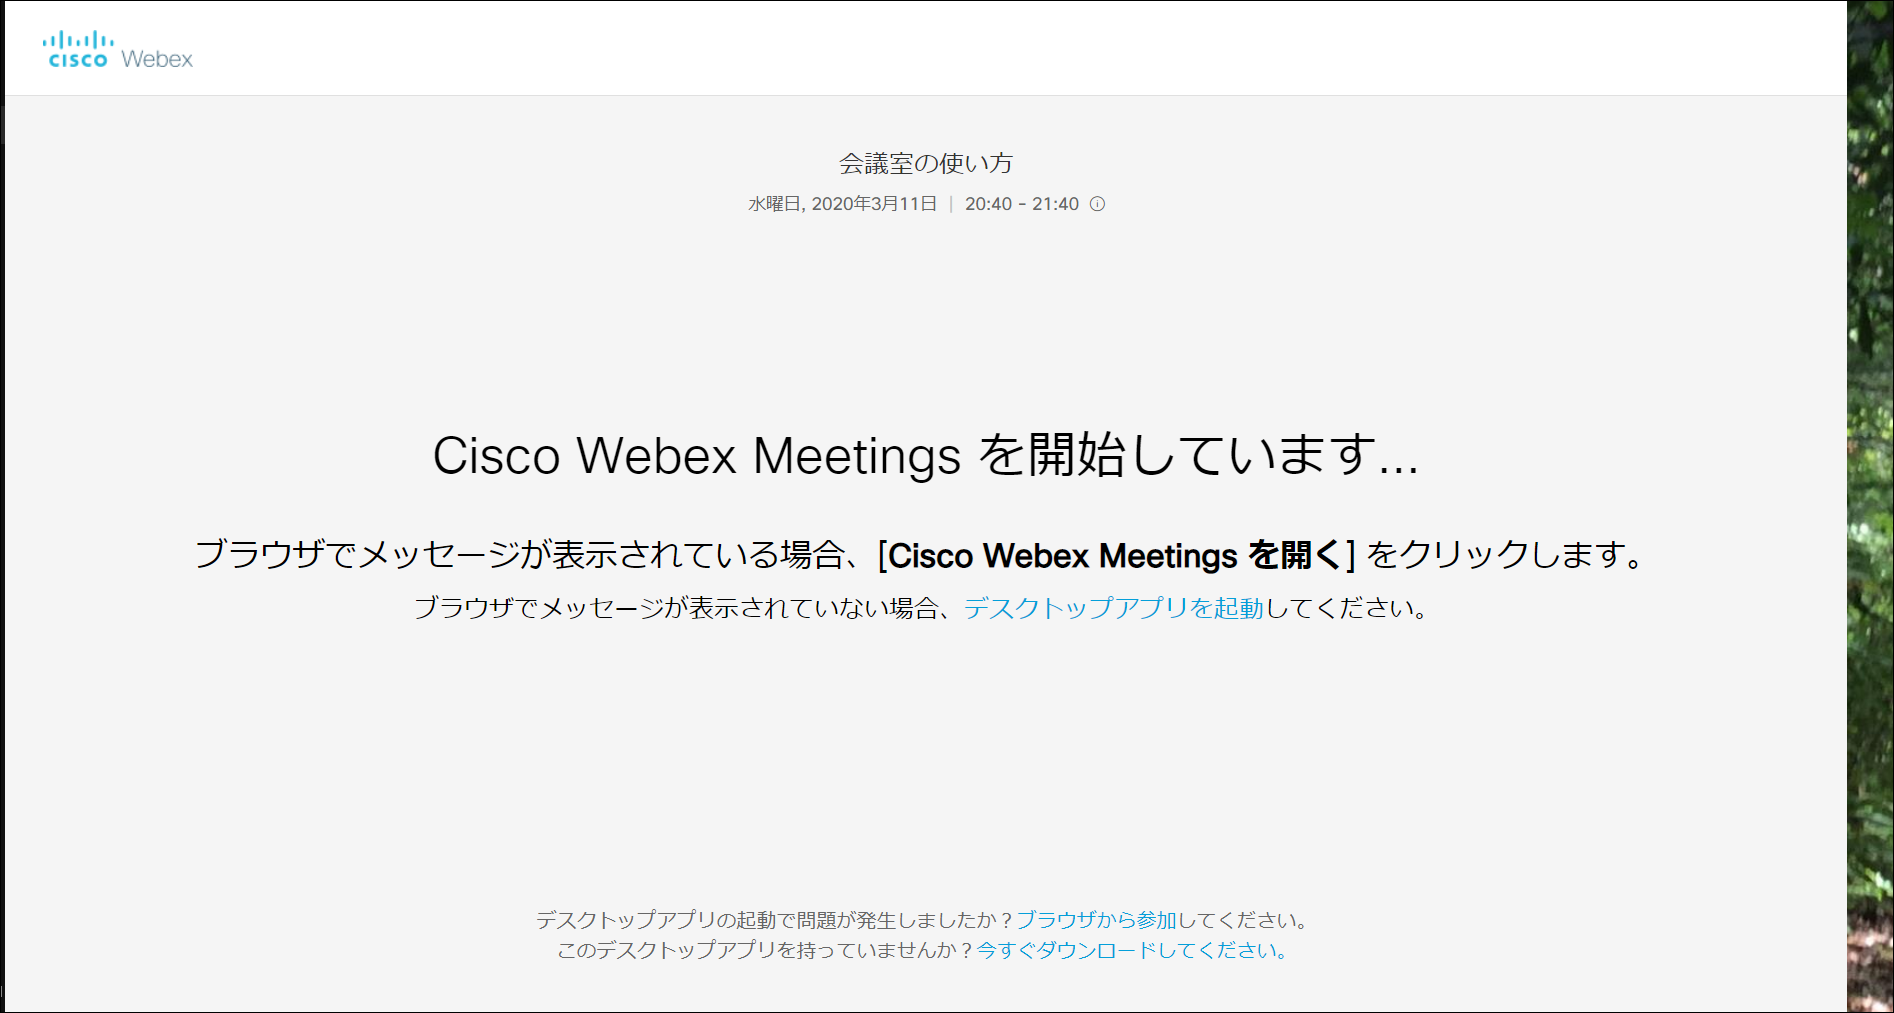 cisco Webex
会議室の使い方
水曜日, 2020年3月11日 | 20:40 - 21:40
Cisco Webex Meetings を開始しています...
ブラウザでメッセージが表示されている場合、[Cisco Webex Meetings を開く] をクリックします。
ブラウザでメッセージが表示されていない場合、デスクトップアプリを起動してください。
デスクトップアプリの起動で問題が発生しましたか？ブラウザから参加してください。
このデスクトップアプリを持っていませんか？今すぐダウンロードしてください。